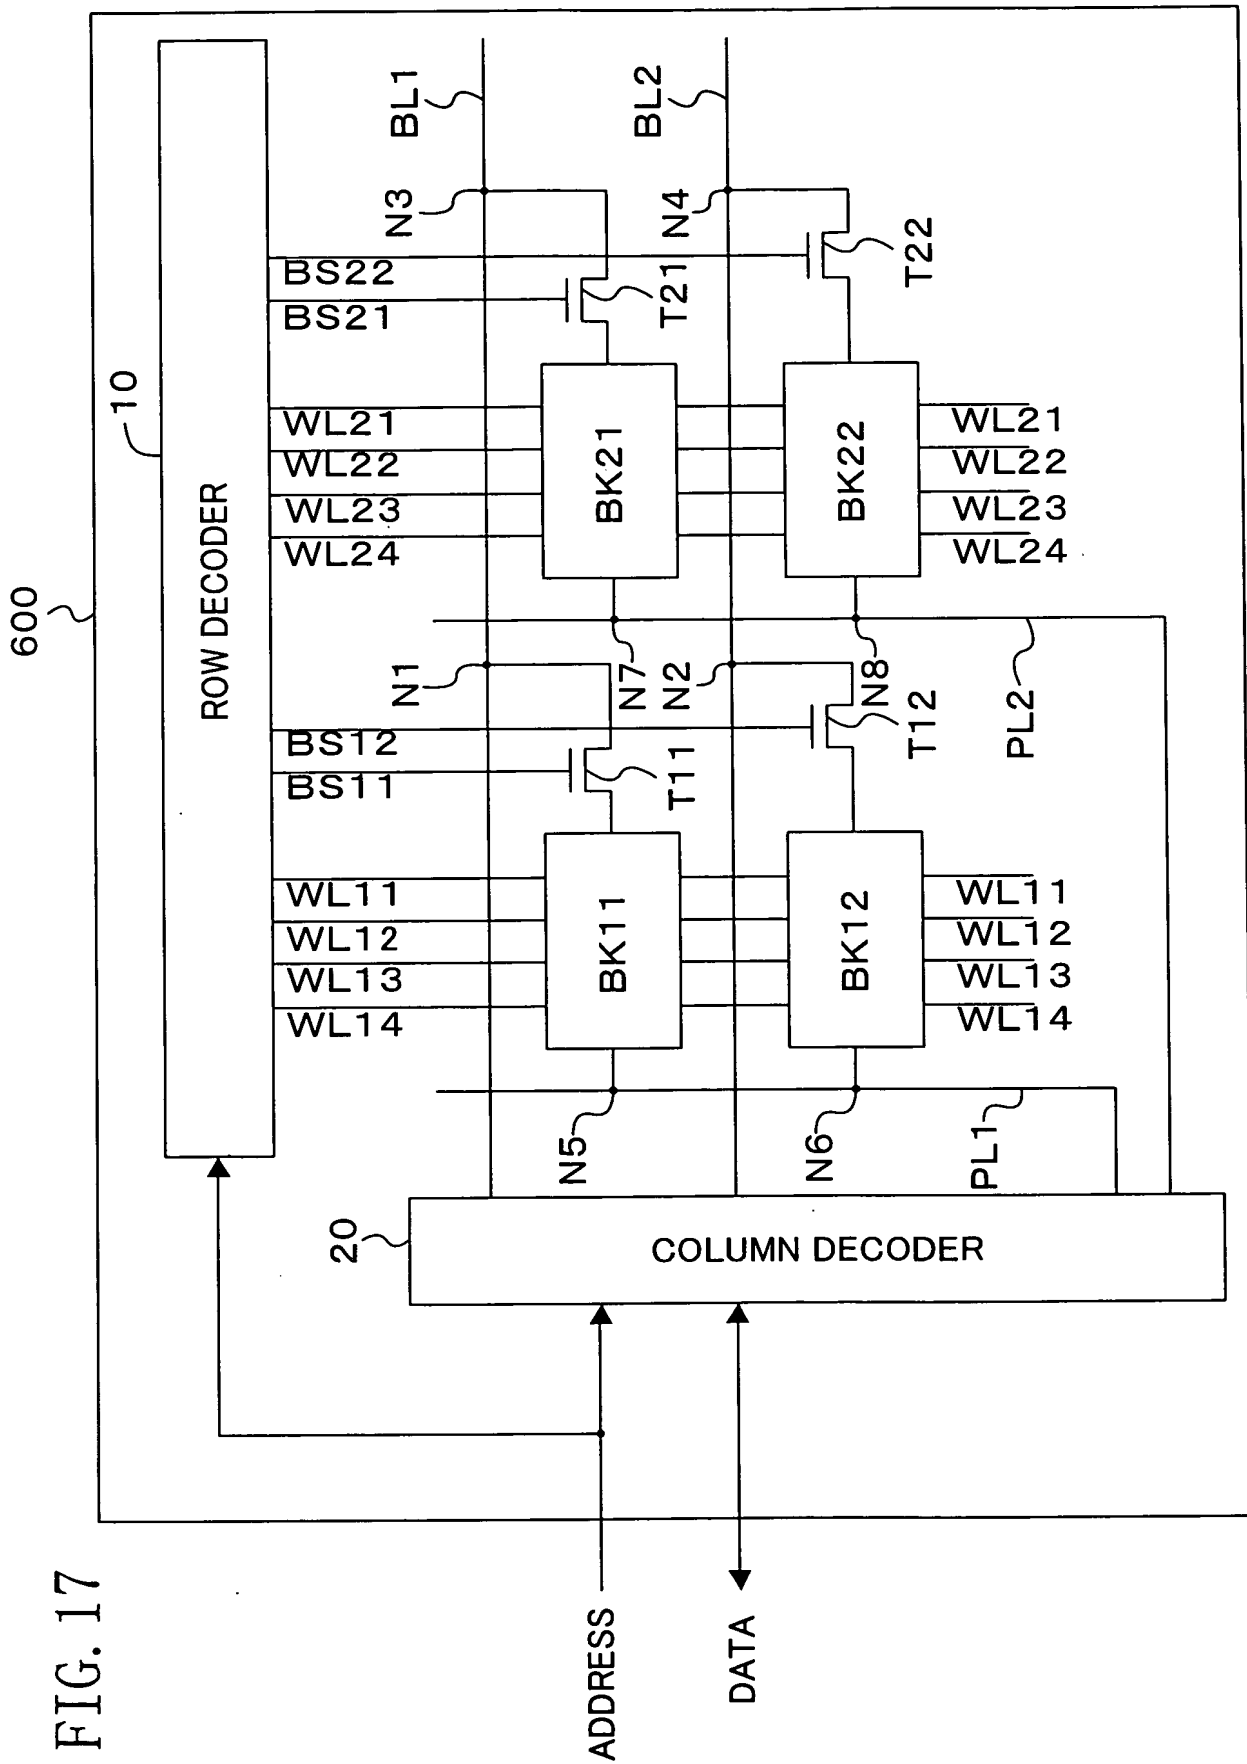 FIG. 17
600
10
ROW DECODER
WL14
WL13
WL12
WL11
BS11
BS12
WL24
WL23
WL22
WL21
BS21
BS22
N1
N3
BL1
N5
BK11
T11
N7
BK21
T21
N2
N4
BL2
N6
BK12
T12
N8
BK22
T22
WL14
WL13
WL12
WL11
WL24
WL23
WL22
WL21
PL1
PL2
20
COLUMN DECODER
ADDRESS
DATA